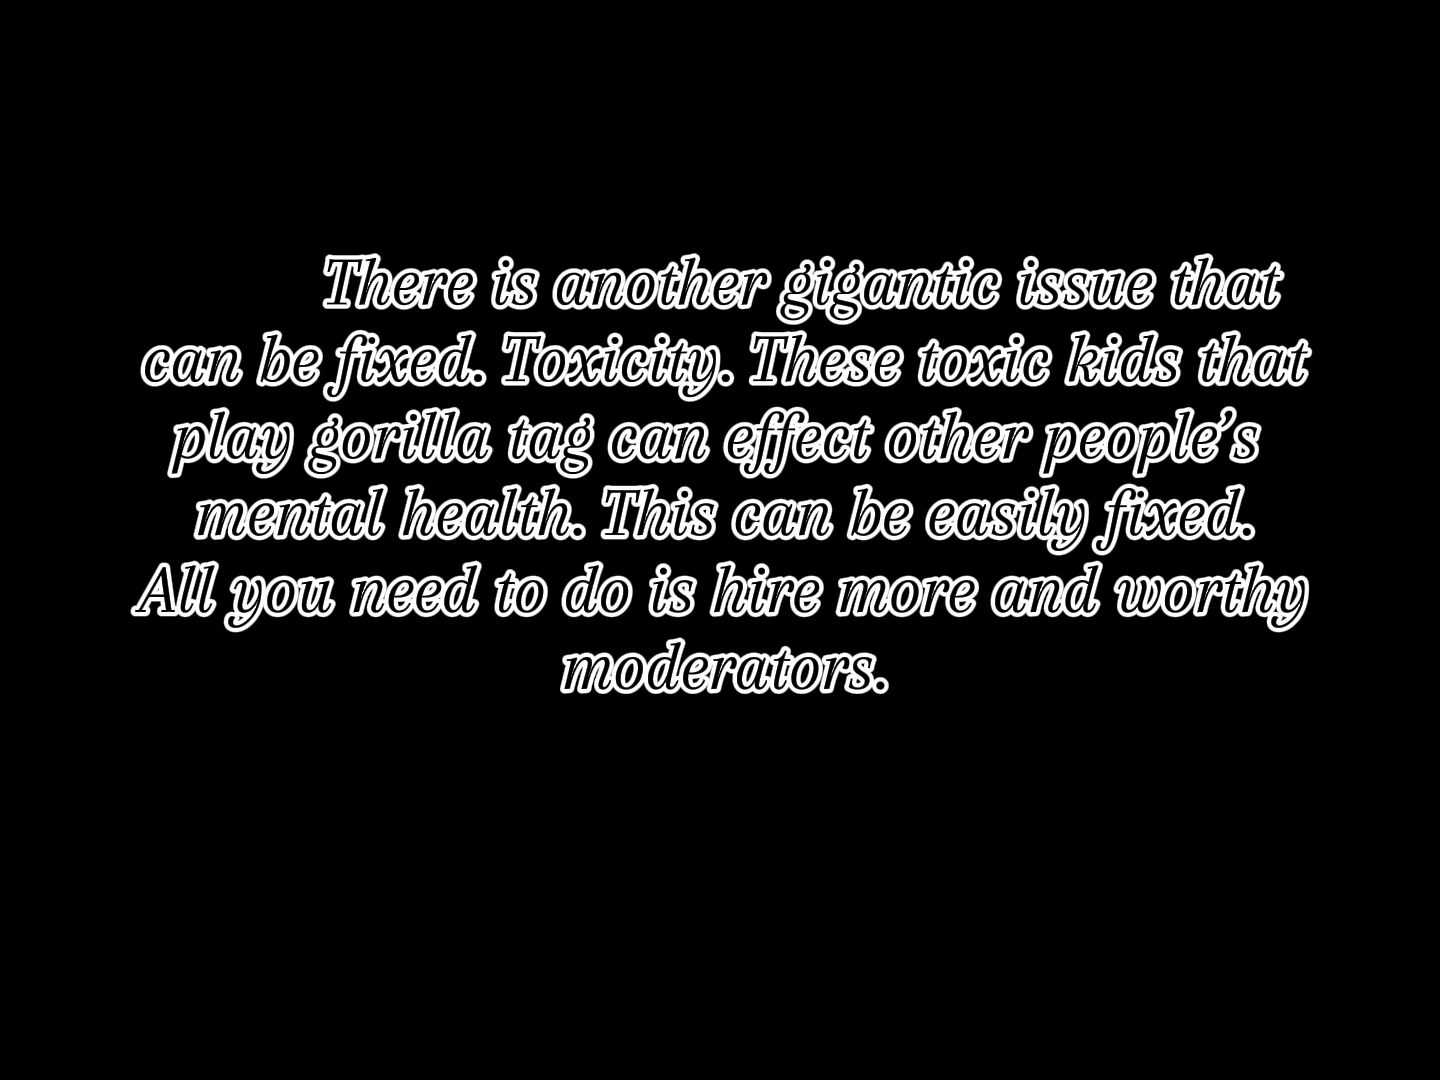 There is another gigantic issue that
can be fixed. Toxicity. These toxic kids that
play gorilla tag can effect other people’s
mental health. This can be easily fixed.
All you need to do is hire more and worthy
moderators.